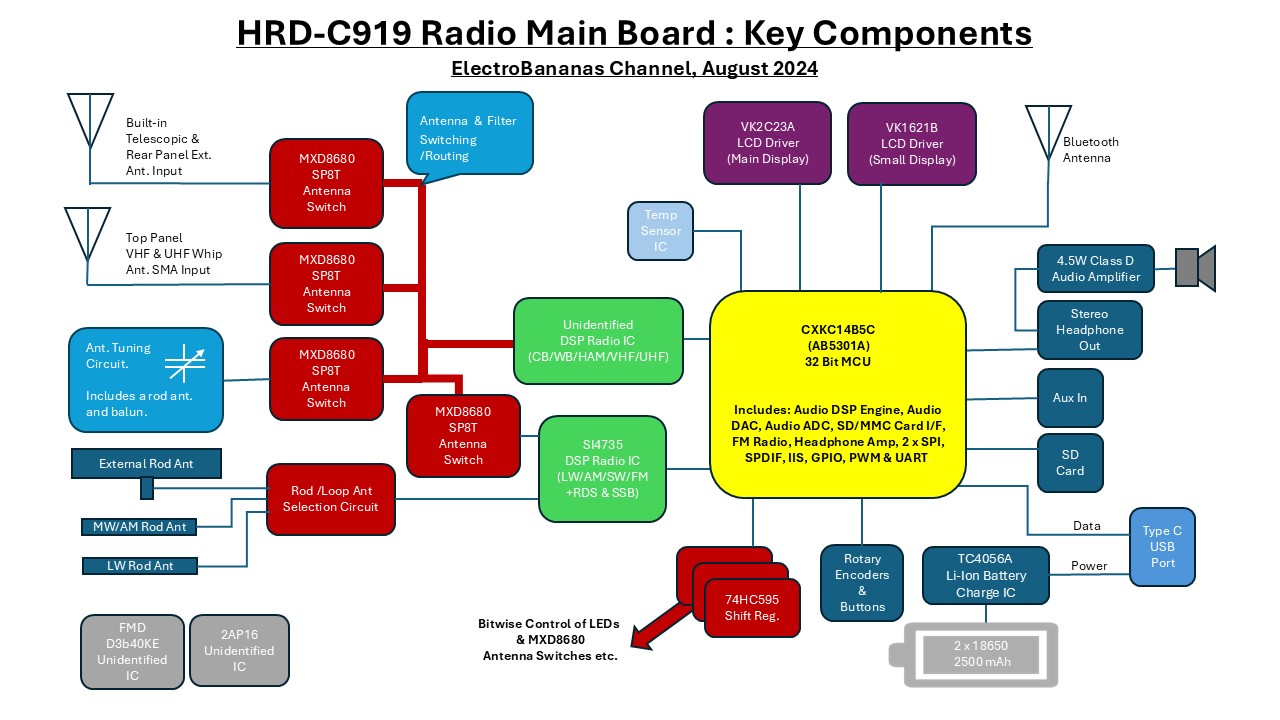 HRD-C919 Radio Main Board : Key Components
ElectroBananas Channel, August 2024
Built-in
Telescopic &
Rear Panel Ext.
Ant. Input
MXD8680
SP8T
Antenna
Switch
Antenna & Filter
Switching
/Routing
VK2C23A
LCD Driver
(Main Display)
VK1621B
LCD Driver
(Small Display)
Bluetooth
Antenna
Top Panel
VHF & UHF Whip
Ant. SMA Input
MXD8680
SP8T
Antenna
Switch
Temp
Sensor
IC
4.5W Class D
Audio Amplifier
Stereo
Headphone
Out
Ant. Tuning
Circuit.
Includes a rod ant.
and balun.
MXD8680
SP8T
Antenna
Switch
Unidentified
DSP Radio IC
(CB/WB/HAM/VHF/UHF)
CXKC14B5C
(AB5301A)
32 Bit MCU
Includes: Audio DSP Engine, Audio
DAC, Audio ADC, SD/MMC Card I/F,
FM Radio, Headphone Amp, 2 x SPI,
SPDIF, IIS, GPIO, PWM & UART
Aux In
MXD8680
SP8T
Antenna
Switch
SI4735
DSP Radio IC
(LW/AM/SW/FM
+RDS & SSB)
SD
Card
External Rod Ant
Rod /Loop Ant
Selection Circuit
MW/AM Rod Ant
LW Rod Ant
Data
Power
Type C
USB
Port
Rotary
Encoders
&
Buttons
TC4056A
Li-Ion Battery
Charge IC
74HC595
Shift Reg.
Bitwise Control of LEDs
& MXD8680
Antenna Switches etc.
2 x 18650
2500 mAh
FMD
D3b40KE
Unidentified
IC
2AP16
Unidentified
IC